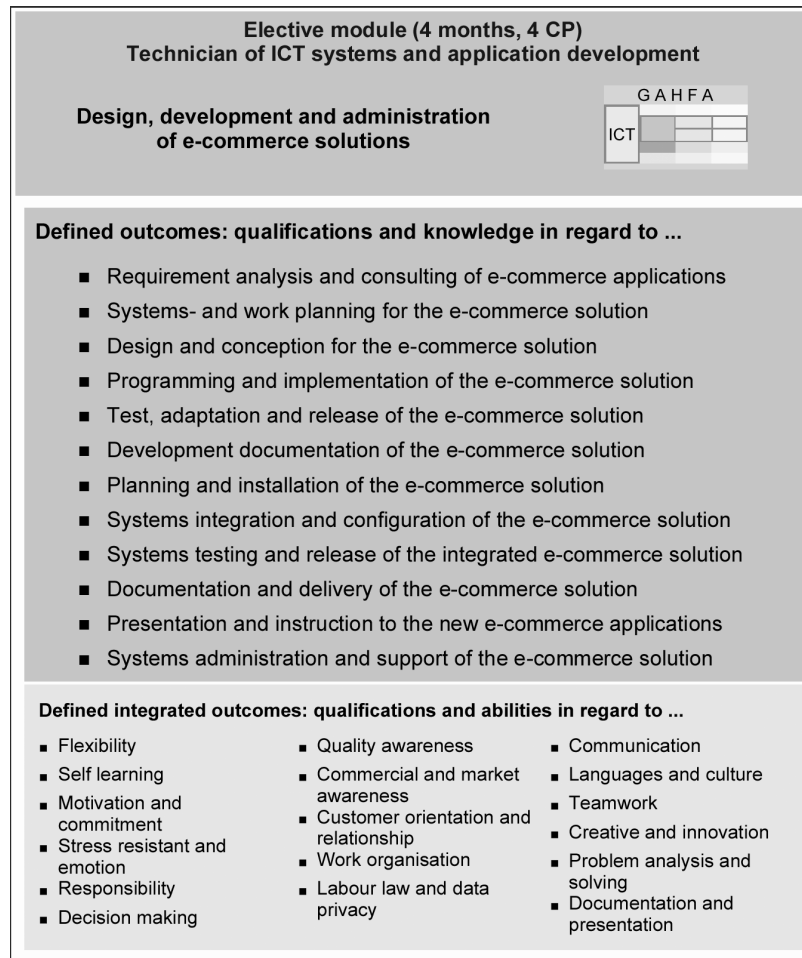 Elective module (4 months, 4 CP)
Technician of ICT systems and application development
G A H F A
Design, development and administration
of e-commerce solutions
ICT
Defined outcomes: qualifications and knowledge in regard to ...
■ Requirement analysis and consulting of e-commerce applications
■ Systems- and work planning for the e-commerce solution
■ Design and conception for the e-commerce solution
■ Programming and implementation of the e-commerce solution
■ Test, adaptation and release of the e-commerce solution
■ Development documentation of the e-commerce solution
■ Planning and installation of the e-commerce solution
■ Systems integration and configuration of the e-commerce solution
■ Systems testing and release of the integrated e-commerce solution
■ Documentation and delivery of the e-commerce solution
■ Presentation and instruction to the new e-commerce applications
■ Systems administration and support of the e-commerce solution
Defined integrated outcomes: qualifications and abilities in regard to ...
■ Flexibility
■ Self learning
■ Motivation and
commitment
■ Stress resistant and
emotion
■ Responsibility
■ Decision making
■ Quality awareness
■ Commercial and market
awareness
■ Customer orientation and
relationship
■ Work organisation
■ Labour law and data
privacy
■ Communication
■ Languages and culture
■ Teamwork
■ Creative and innovation
■ Problem analysis and
solving
■ Documentation and
presentation